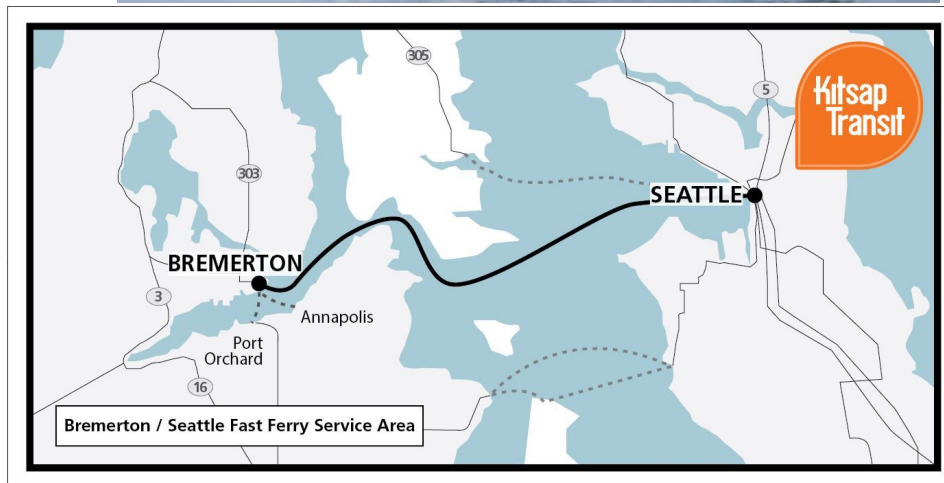 305
5
Kitsap
Transit
303
SEATTLE
BREMERTON
3
Annapolis
Port
Orchard
16
Bremerton / Seattle Fast Ferry Service Area